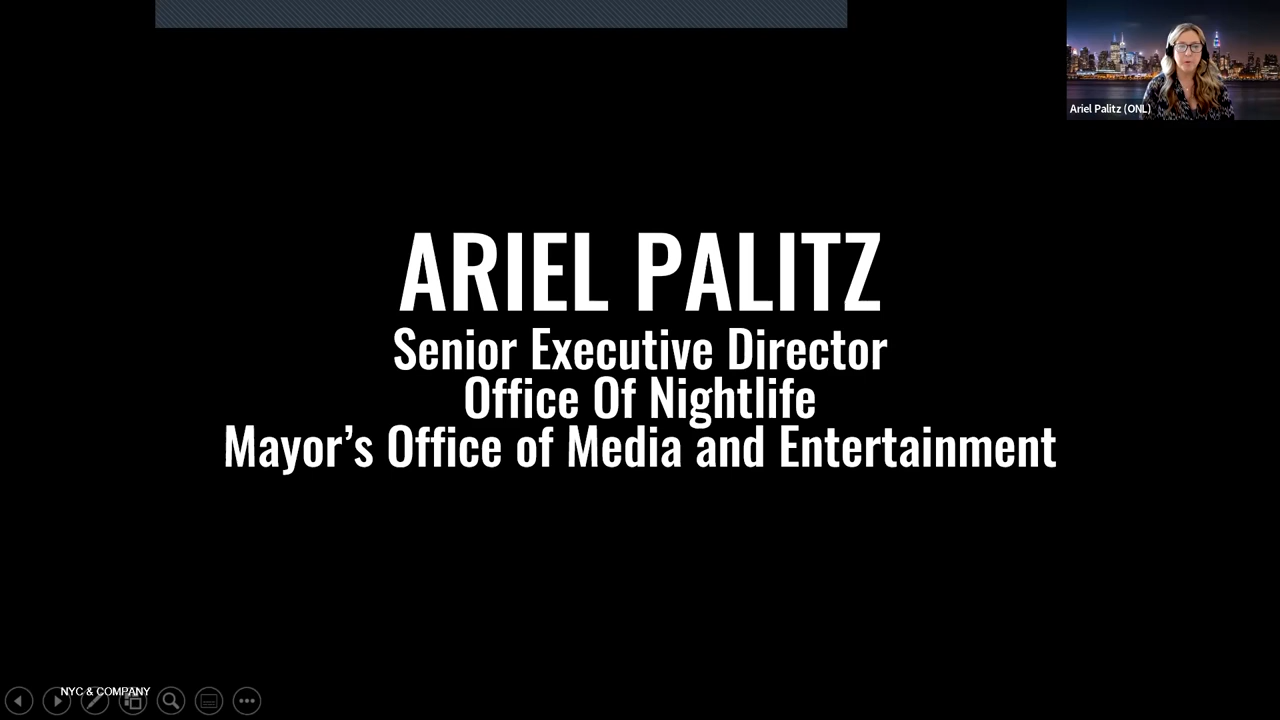 Ariel Palitz (ONL)
ARIEL PALITZ
Senior Executive Director
Office Of Nightlife
Mayor’s Office of Media and Entertainment
NYC & COMPANY